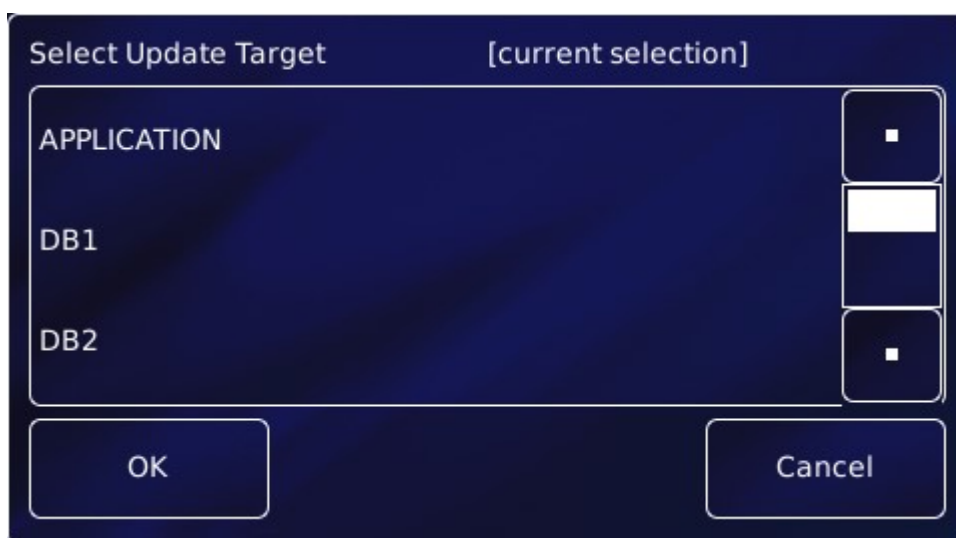 Select Update Target [current selection]
APPLICATION
DB1
DB2
OK Cancel